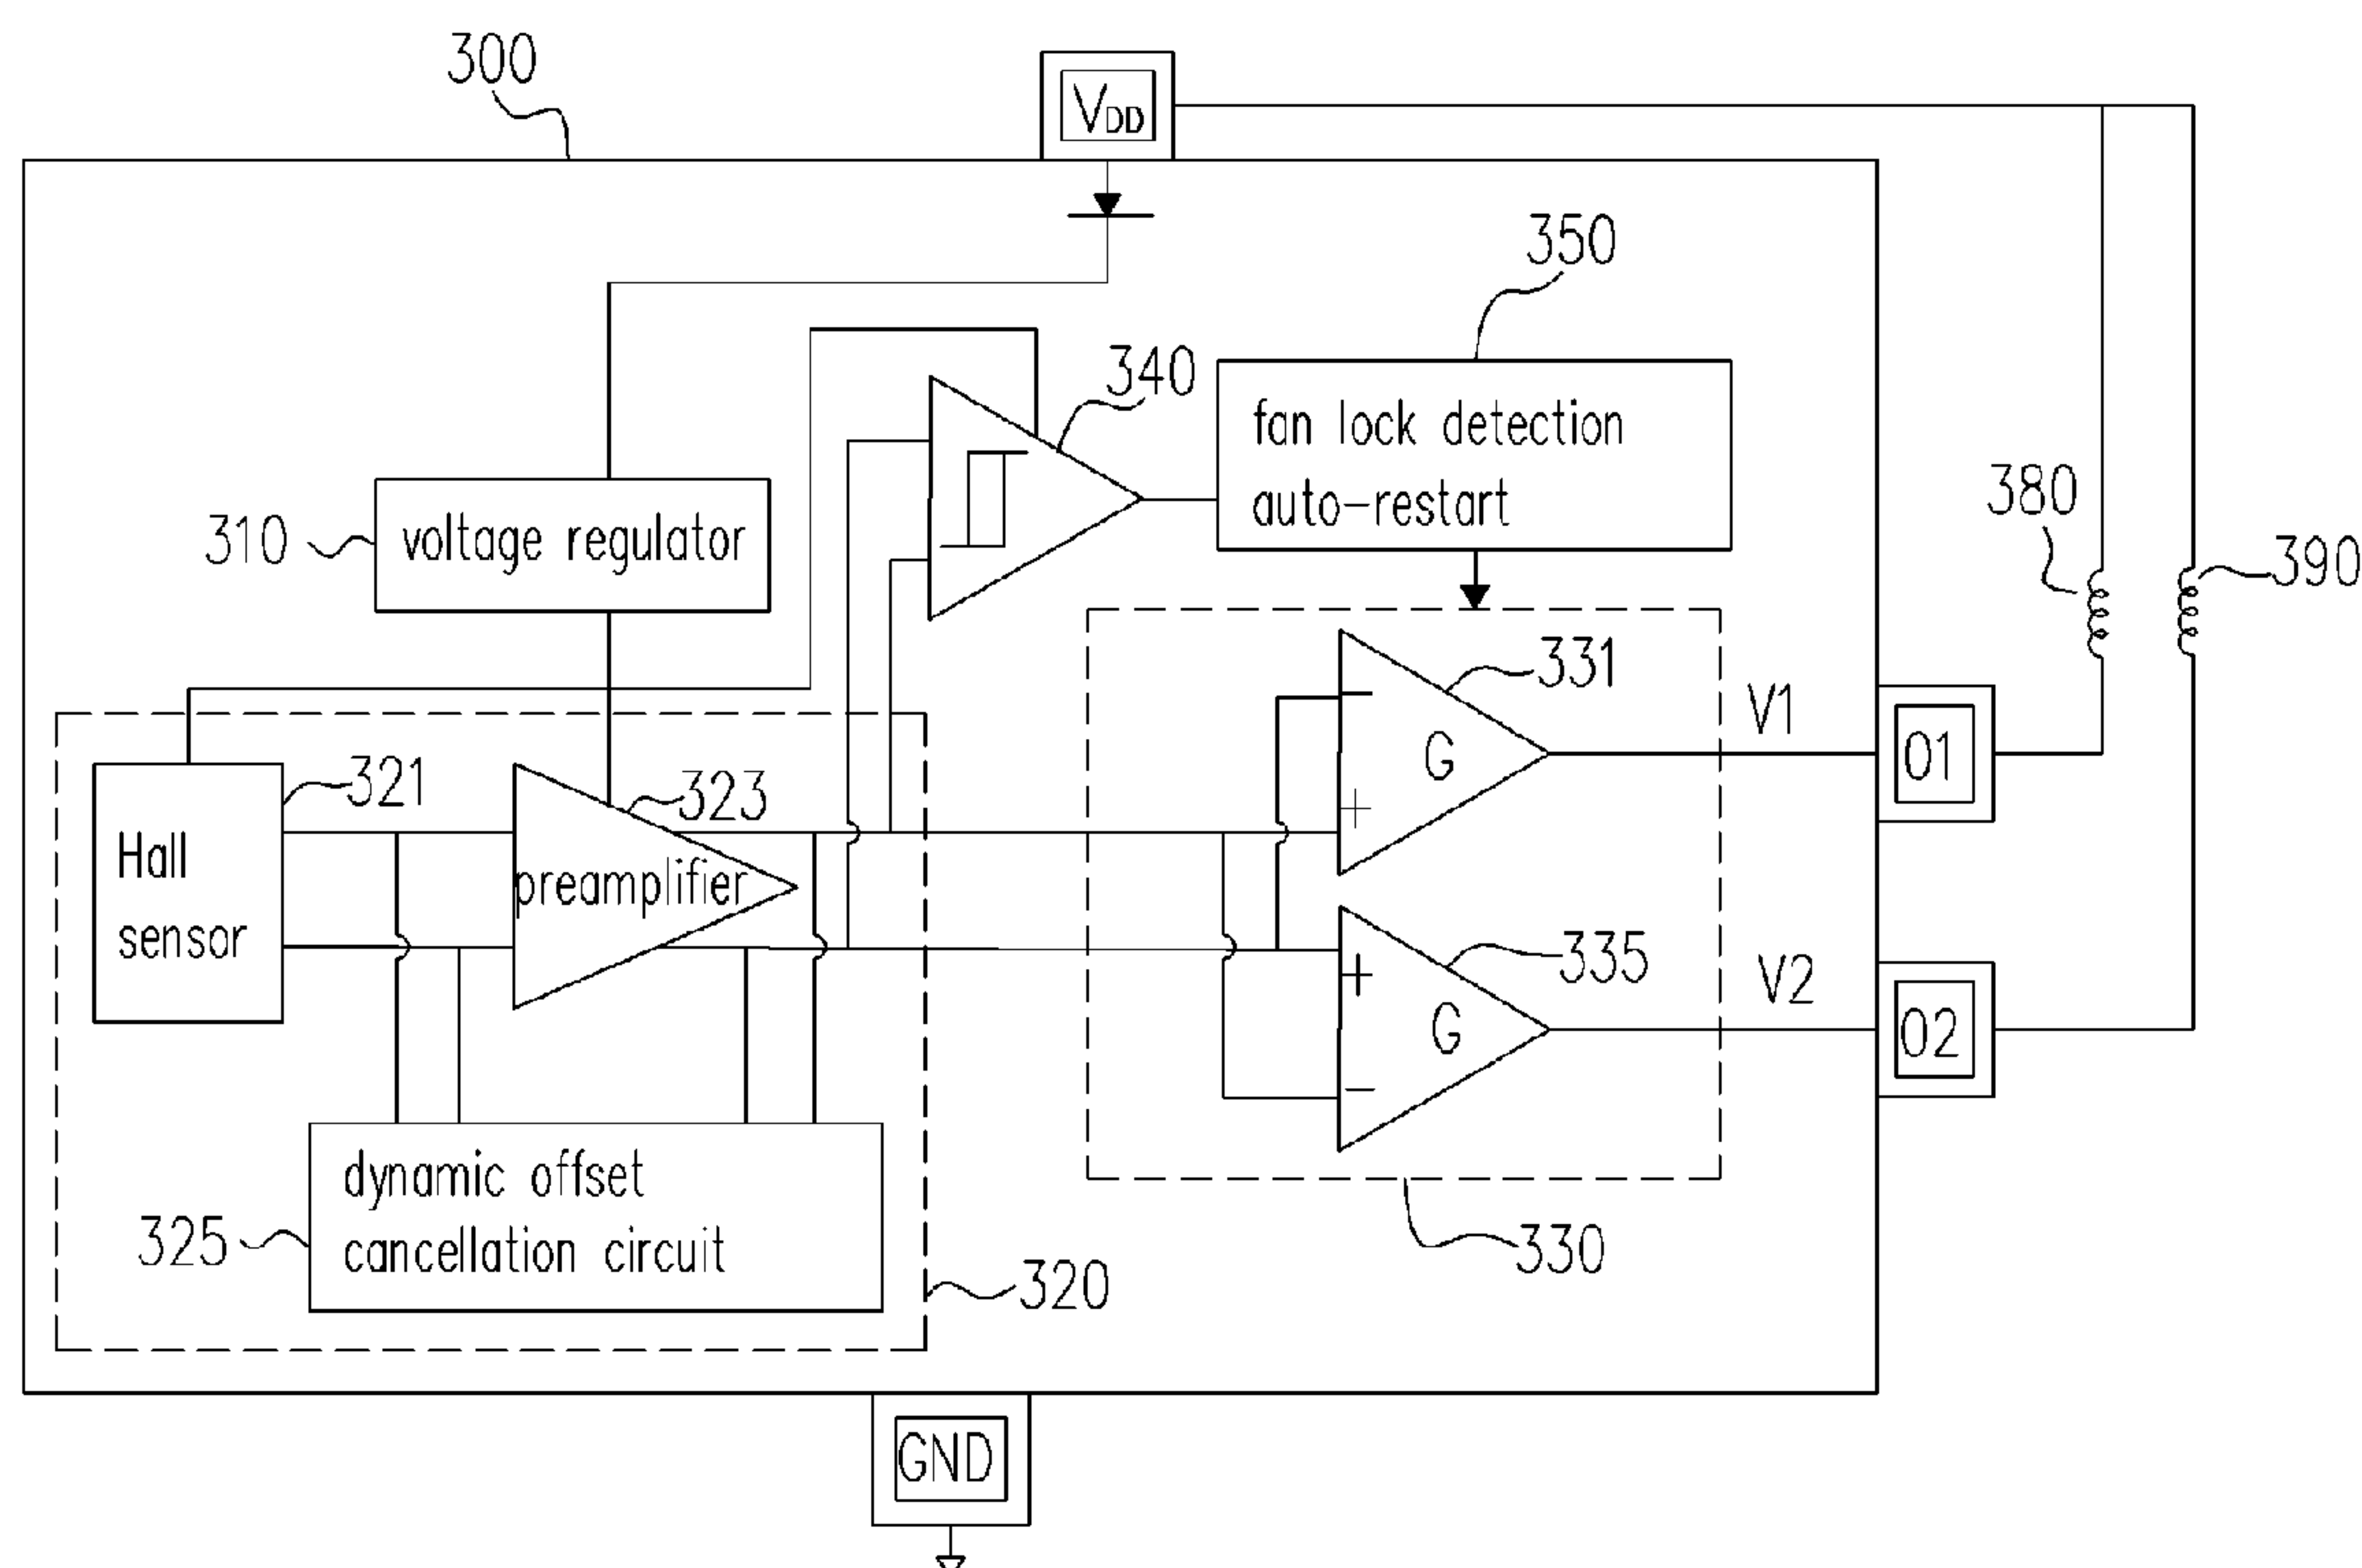 300
VDD
350
340
fan lock detection
auto-restart
380
390
310
voltage regulator
331
V1
321
323
G
O1
+
Hall
sensor
preamplifier
335
V2
+
G
O2
−
dynamic offset
cancellation circuit
325
330
320
GND